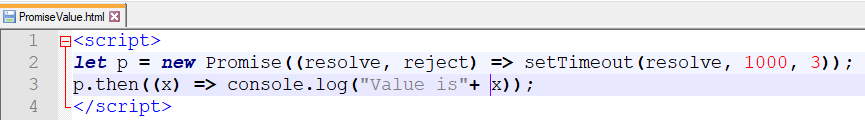 PromiseValue.html
1 <script>
2 let p = new Promise((resolve, reject) => setTimeout(resolve, 1000, 3));
3 p.then((x) => console.log("Value is"+ x));
4 </script>